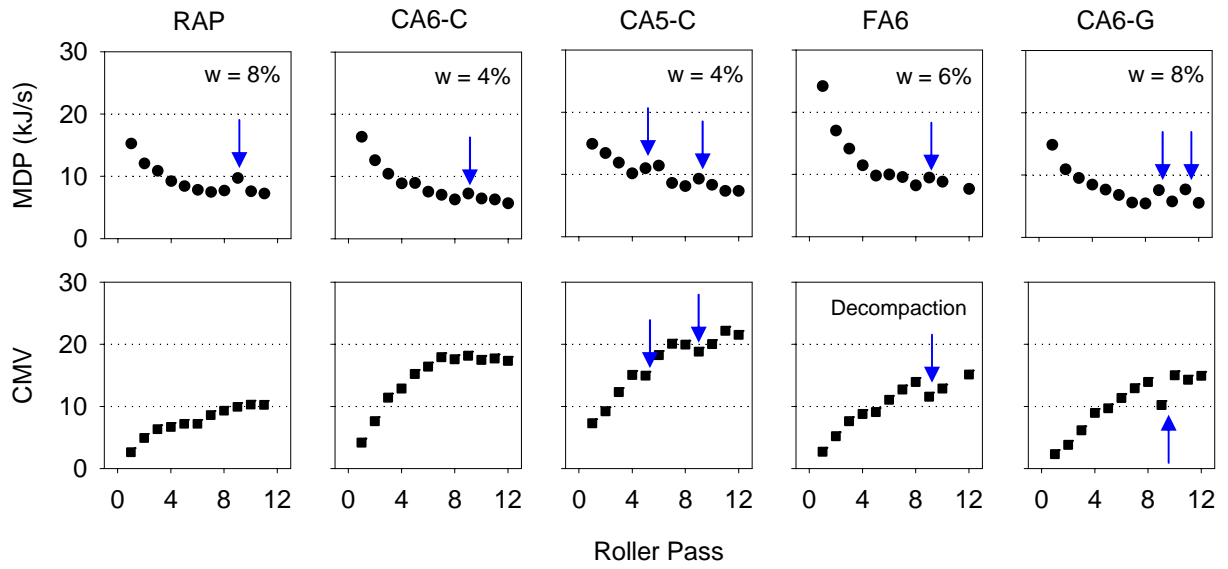 RAP CA6-C CA5-C FA6 CA6-G
30
w = 8% w = 4% w = 4% w = 6% w = 8%
20
MDP (kJ/s)
10
0
30
Decompaction
20
CMV
10
0
0 4 8 12 0 4 8 12 0 4 8 12 0 4 8 12 0 4 8 12
Roller Pass